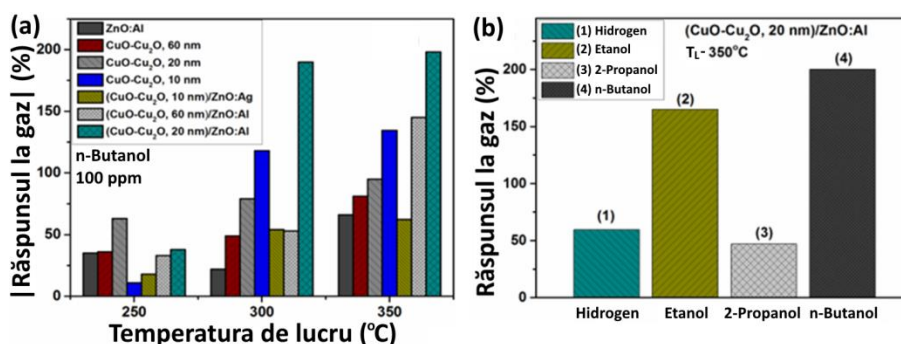 (a)
|Răspunsul la gaz| (%)
200
150
100
50
0
ZnO:Al
CuO-Cu₂O, 60 nm
CuO-Cu₂O, 20 nm
CuO-Cu₂O, 10 nm
(CuO-Cu₂O, 10 nm)/ZnO:Ag
(CuO-Cu₂O, 60 nm)/ZnO:Al
(CuO-Cu₂O, 20 nm)/ZnO:Al
n-Butanol
100 ppm
250
300
350
Temperatura de lucru (°C)
(b)
Răspunsul la gaz (%)
200
150
100
50
0
(1) Hidrogen
(2) Etanol
(3) 2-Propanol
(4) n-Butanol
(CuO-Cu₂O, 20 nm)/ZnO:Al
T_L- 350°C
(1)
(2)
(3)
(4)
Hidrogen
Etanol
2-Propanol
n-Butanol